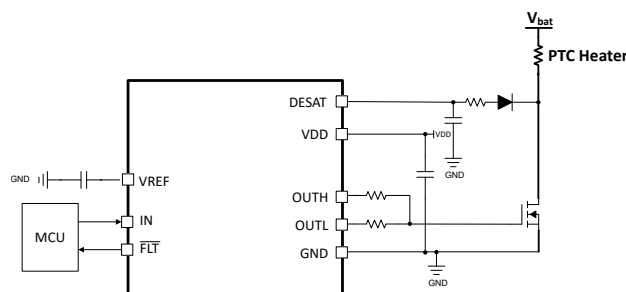 Vbat
PTC Heater
DESAT
VDD
VDD
GND
GND
VREF
OUTH
MCU
IN
OUTL
FLT
GND
GND